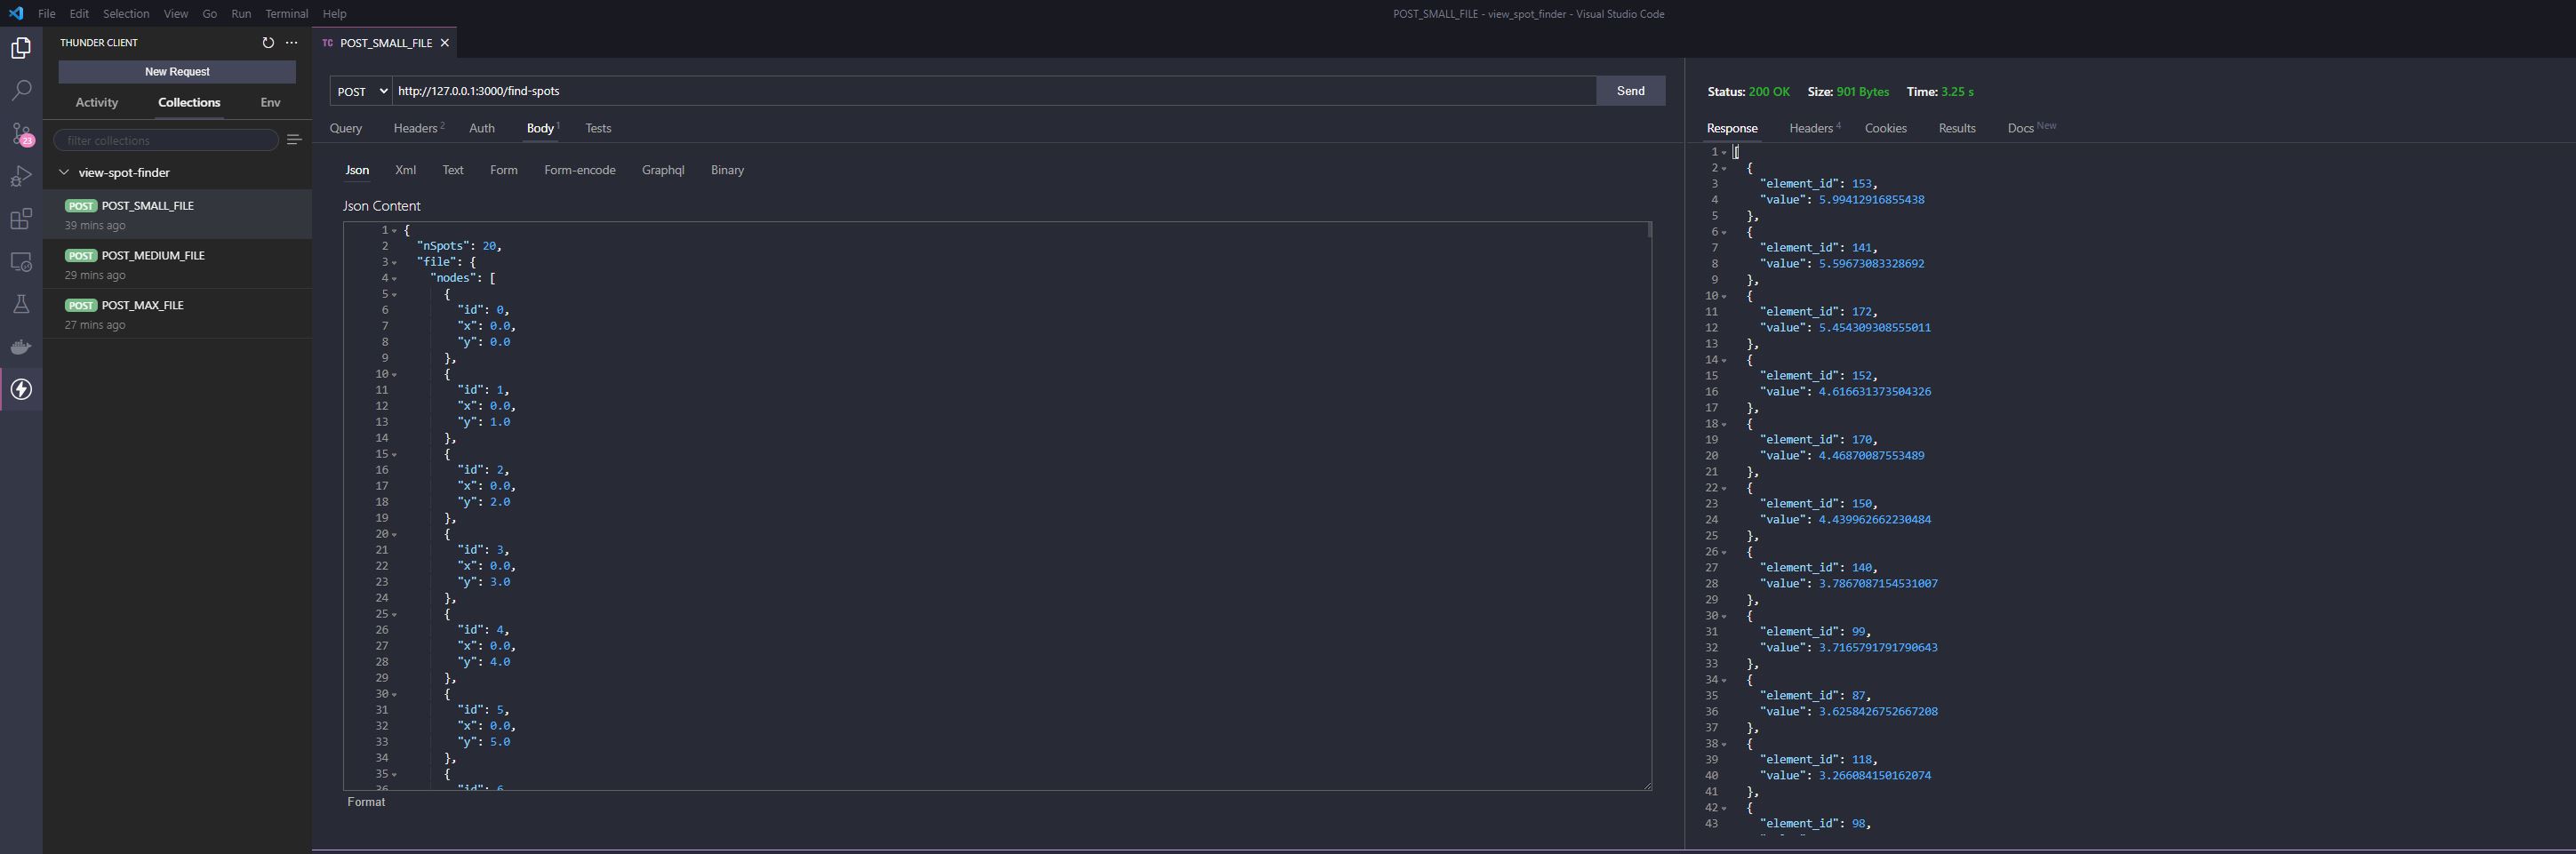 File Edit Selection View Go Run Terminal Help
POST_SMALL_FILE - view_spot_finder - Visual Studio Code
THUNDER CLIENT
New Request
Activity Collections Env
filter collections
23
view-spot-finder
POST POST_SMALL_FILE
39 mins ago
POST POST_MEDIUM_FILE
29 mins ago
POST POST_MAX_FILE
27 mins ago
TC POST_SMALL_FILE
POST http://127.0.0.1:3000/find-spots Send
Query Headers 2 Auth Body 1 Tests
Json Xml Text Form Form-encode Graphql Binary
Json Content
1 {
2 "nSpots": 20,
3 "file": {
4 "nodes": [
5 {
6 "id": 0,
7 "x": 0.0,
8 "y": 0.0
9 },
10 {
11 "id": 1,
12 "x": 0.0,
13 "y": 1.0
14 },
15 {
16 "id": 2,
17 "x": 0.0,
18 "y": 2.0
19 },
20 {
21 "id": 3,
22 "x": 0.0,
23 "y": 3.0
24 },
25 {
26 "id": 4,
27 "x": 0.0,
28 "y": 4.0
29 },
30 {
31 "id": 5,
32 "x": 0.0,
33 "y": 5.0
34 },
35 {
36 "id": 6
Format
Status: 200 OK Size: 901 Bytes Time: 3.25 s
Response Headers 4 Cookies Results Docs New
1 [
2 {
3 "element_id": 153,
4 "value": 5.99412916855438
5 },
6 {
7 "element_id": 141,
8 "value": 5.59673083328692
9 },
10 {
11 "element_id": 172,
12 "value": 5.454309308555011
13 },
14 {
15 "element_id": 152,
16 "value": 4.616631373504326
17 },
18 {
19 "element_id": 170,
20 "value": 4.46870087553489
21 },
22 {
23 "element_id": 150,
24 "value": 4.439962662230484
25 },
26 {
27 "element_id": 140,
28 "value": 3.7867087154531007
29 },
30 {
31 "element_id": 99,
32 "value": 3.7165791791790643
33 },
34 {
35 "element_id": 87,
36 "value": 3.6258426752667208
37 },
38 {
39 "element_id": 118,
40 "value": 3.266084150162074
41 },
42 {
43 "element_id": 98,